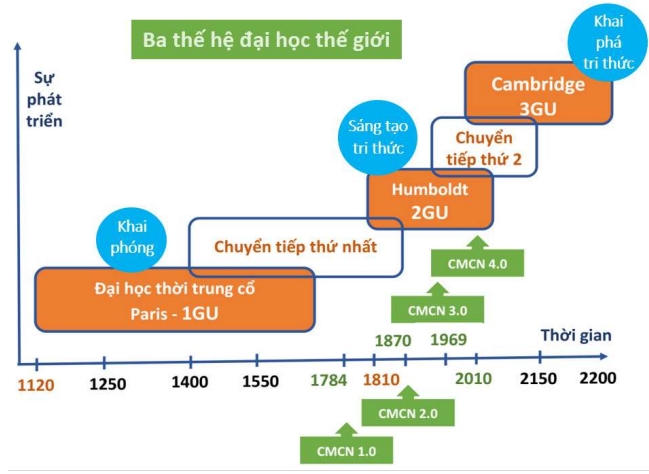 Ba thế hệ đại học thế giới
Khai
phá
tri thức
Sự
phát
triển
Cambridge
3GU
Sáng tạo
tri thức
Chuyển
tiếp thứ 2
Humboldt
2GU
Khai
phóng
Chuyển tiếp thứ nhất
CMCN 4.0
Đại học thời trung cổ
Paris - 1GU
CMCN 3.0
Thời gian
1870
1969
1120
1250
1400
1550
1784
1810
2010
2150
2200
CMCN 2.0
CMCN 1.0